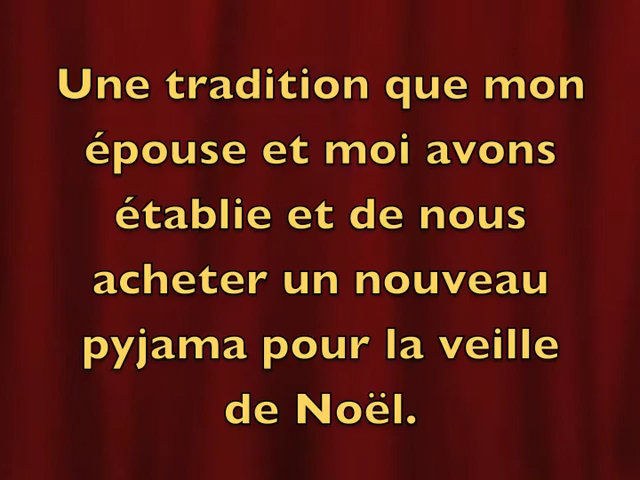 Une tradition que mon
épouse et moi avons
établie et de nous
acheter un nouveau
pyjama pour la veille
de Noël.